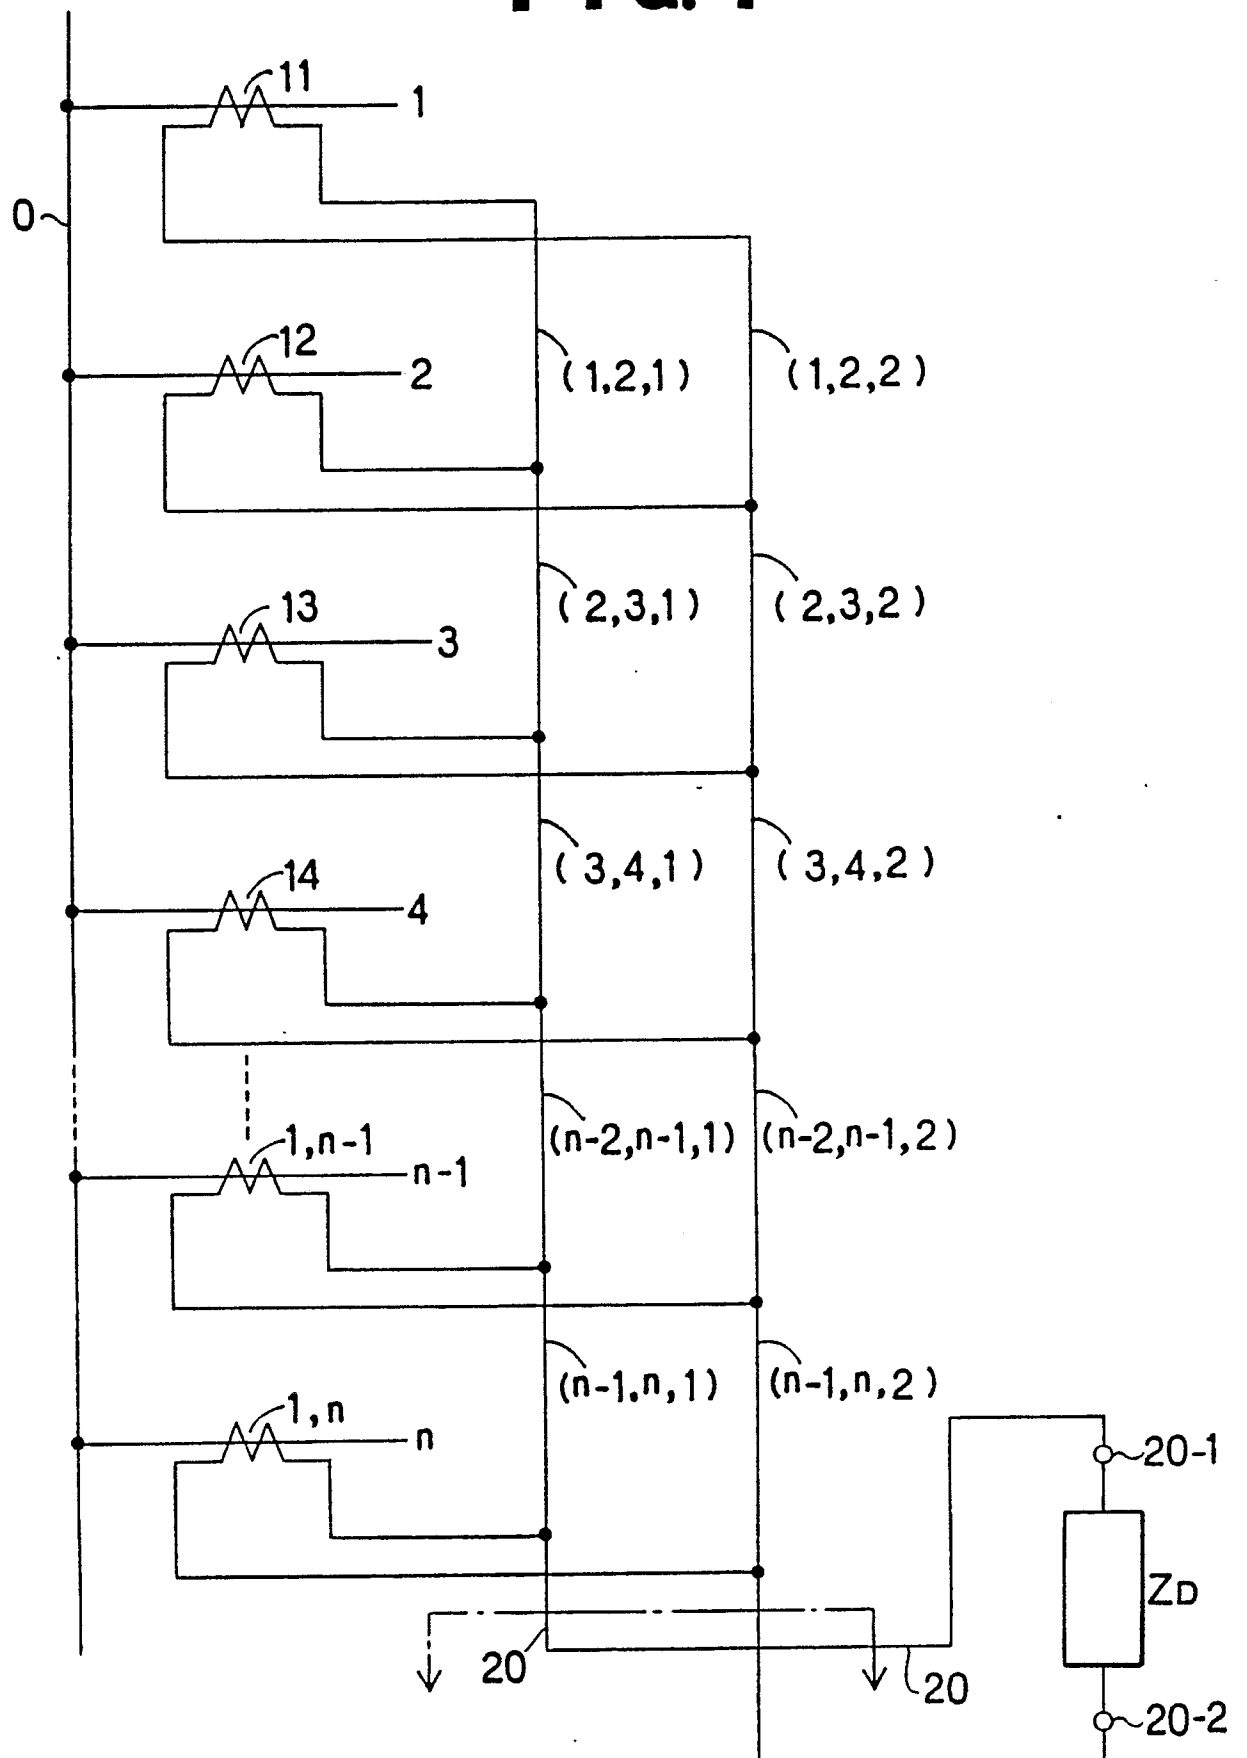 11
1
0
12
2
(1,2,1)
(1,2,2)
13
3
(2,3,1)
(2,3,2)
14
4
(3,4,1)
(3,4,2)
1,n-1
n-1
(n-2,n-1,1)
(n-2,n-1,2)
1,n
n
(n-1.n,1)
(n-1,n,2)
20-1
ZD
20
20
20-2